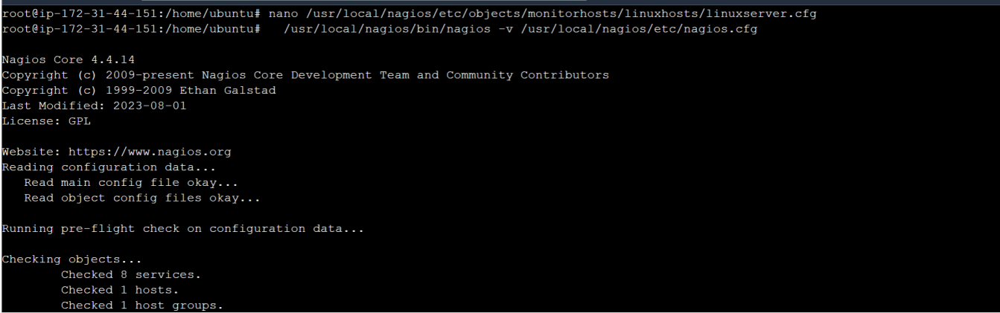 root@ip-172-31-44-151:/home/ubuntu# nano /usr/local/nagios/etc/objects/monitorhosts/linuxhosts/linuxserver.cfg
root@ip-172-31-44-151:/home/ubuntu#   /usr/local/nagios/bin/nagios -v /usr/local/nagios/etc/nagios.cfg

Nagios Core 4.4.14
Copyright (c) 2009-present Nagios Core Development Team and Community Contributors
Copyright (c) 1999-2009 Ethan Galstad
Last Modified: 2023-08-01
License: GPL

Website: https://www.nagios.org
Reading configuration data...
   Read main config file okay...
   Read object config files okay...

Running pre-flight check on configuration data...

Checking objects...
        Checked 8 services.
        Checked 1 hosts.
        Checked 1 host groups.